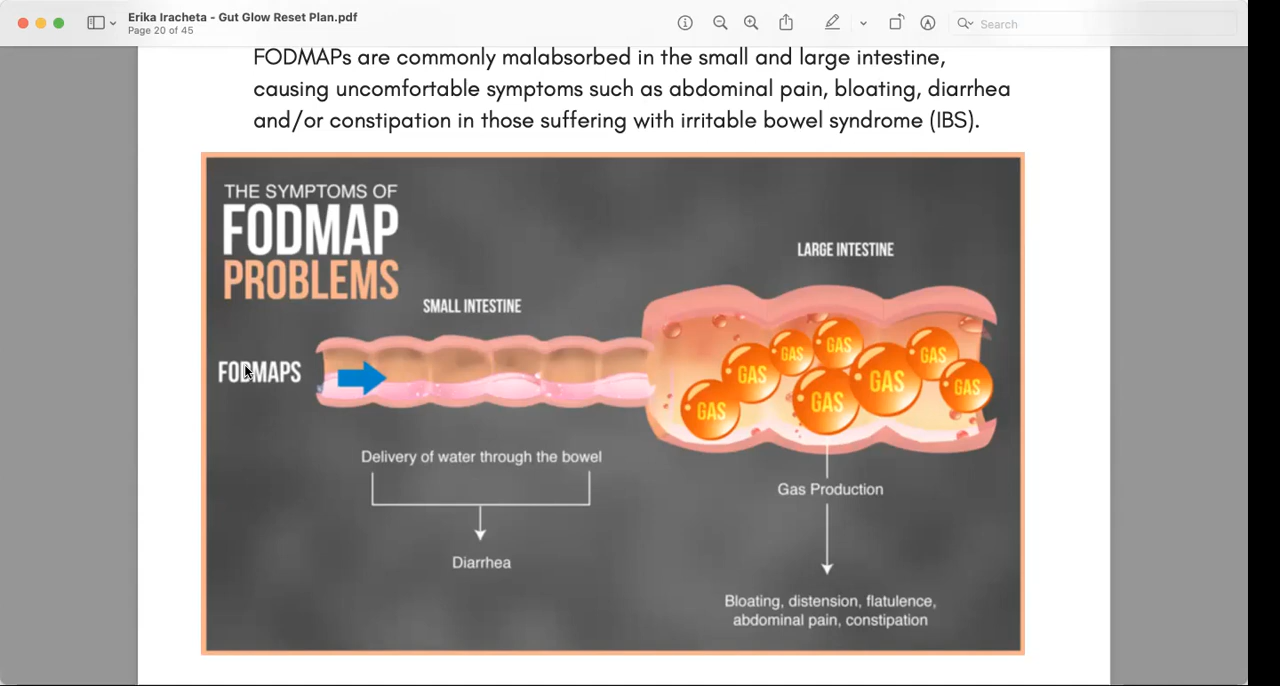 Erika Iracheta - Gut Glow Reset Plan.pdf
Page 20 of 45
Search
FODMAPs are commonly malabsorbed in the small and large intestine,
causing uncomfortable symptoms such as abdominal pain, bloating, diarrhea
and/or constipation in those suffering with irritable bowel syndrome (IBS).
THE SYMPTOMS OF
FODMAP
PROBLEMS
LARGE INTESTINE
SMALL INTESTINE
FODMAPS
GAS
GAS
GAS
GAS
GAS
GAS
GAS
GAS
Delivery of water through the bowel
Diarrhea
Gas Production
Bloating, distension, flatulence,
abdominal pain, constipation